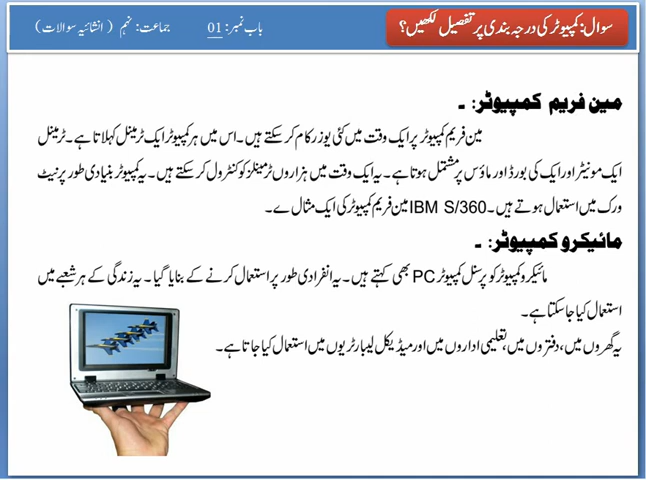 سوال: کمپیوٹر کی درجہ بندی پر تفصیل لکھیں؟ باب نمبر: 01 جماعت: نہم (انشائیہ سوالات)
مین فریم کمپیوٹر: ۔
مین فریم کمپیوٹر پر ایک وقت میں کئی یوزر کام کر سکتے ہیں۔ اس میں ہر کمپیوٹر ایک ٹرمینل کہلاتا ہے۔ ٹرمینل
ایک مونیٹر اور ایک کی بورڈ اور ماؤس پر مشتمل ہوتا ہے۔ یہ ایک وقت میں ہزاروں ٹرمینلز کو کنٹرول کر سکتے ہیں۔ یہ کمپیوٹر بنیادی طور پر نیٹ
ورک میں استعمال ہوتے ہیں۔ IBM S/360 مین فریم کمپیوٹر کی ایک مثال ے۔
مائیکرو کمپیوٹر: ۔
مائیکرو کمپیوٹر کو پرسنل کمپیوٹر PC بھی کہتے ہیں۔ یہ انفرادی طور پر استعمال کرنے کے بنایا گیا۔ یہ زندگی کے ہر شعبے میں
استعمال کیا جا سکتا ہے۔
یہ گھروں میں، دفتروں میں، تعلیمی اداروں میں اور میڈیکل لیبارٹریوں میں استعمال کیا جاتا ہے۔